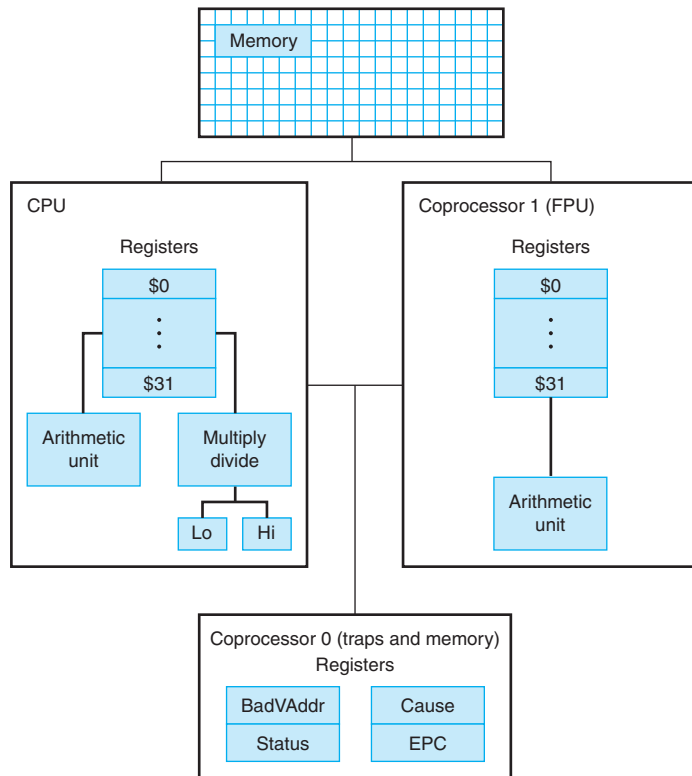 Memory
CPU
Registers
$0
$31
Arithmetic
unit
Multiply
divide
Lo
Hi
Coprocessor 1 (FPU)
Registers
$0
$31
Arithmetic
unit
Coprocessor 0 (traps and memory)
Registers
BadVAddr
Cause
Status
EPC